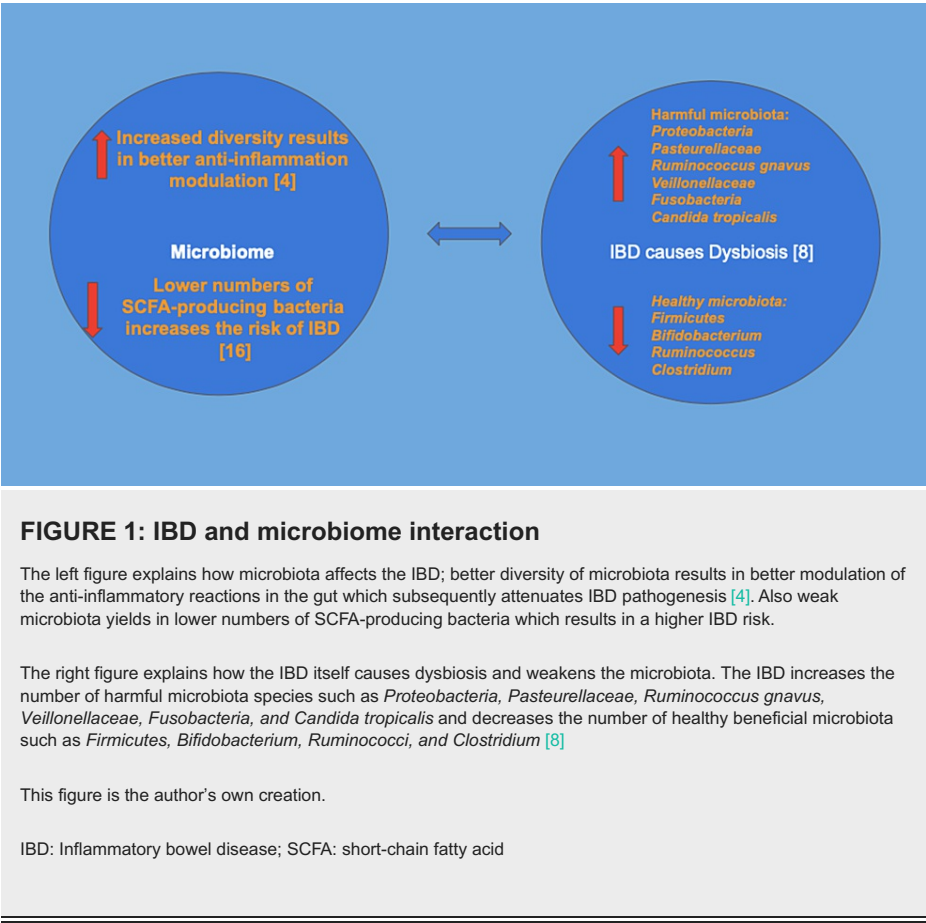 Increased diversity results
in better anti-inflammation
modulation [4]
Microbiome
Lower numbers of
SCFA-producing bacteria
increases the risk of IBD
[16]
Harmful microbiota:
Proteobacteria
Pasteurellaceae
Ruminococcus gnavus
Veillonellaceae
Fusobacteria
Candida tropicalis
IBD causes Dysbiosis [8]
Healthy microbiota:
Firmicutes
Bifidobacterium
Ruminococcus
Clostridium
FIGURE 1: IBD and microbiome interaction
The left figure explains how microbiota affects the IBD; better diversity of microbiota results in better modulation of
the anti-inflammatory reactions in the gut which subsequently attenuates IBD pathogenesis [4]. Also weak
microbiota yields in lower numbers of SCFA-producing bacteria which results in a higher IBD risk.
The right figure explains how the IBD itself causes dysbiosis and weakens the microbiota. The IBD increases the
number of harmful microbiota species such as Proteobacteria, Pasteurellaceae, Ruminococcus gnavus,
Veillonellaceae, Fusobacteria, and Candida tropicalis and decreases the number of healthy beneficial microbiota
such as Firmicutes, Bifidobacterium, Ruminococci, and Clostridium [8]
This figure is the author's own creation.
IBD: Inflammatory bowel disease; SCFA: short-chain fatty acid